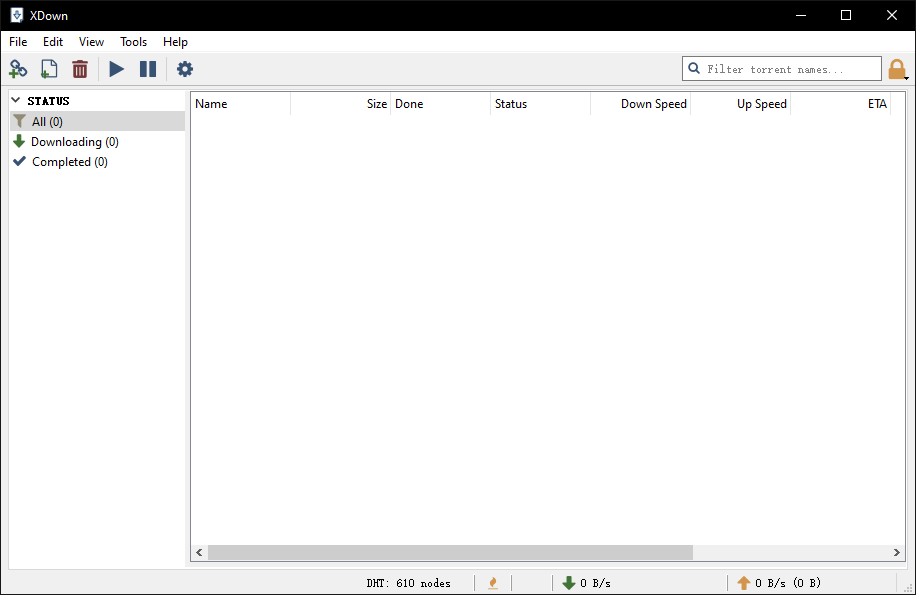 XDown
File Edit View Tools Help
Filter torrent names...
STATUS
All (0)
Downloading (0)
Completed (0)
Name Size Done Status Down Speed Up Speed ETA
DHT: 610 nodes 0 B/s 0 B/s (0 B)